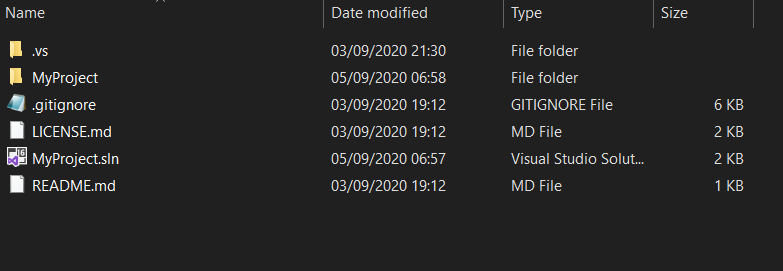 Name Date modified Type Size
.vs 03/09/2020 21:30 File folder
MyProject 05/09/2020 06:58 File folder
.gitignore 03/09/2020 19:12 GITIGNORE File 6 KB
LICENSE.md 03/09/2020 19:12 MD File 2 KB
16 MyProject.sln 05/09/2020 06:57 Visual Studio Solut... 2 KB
README.md 03/09/2020 19:12 MD File 1 KB